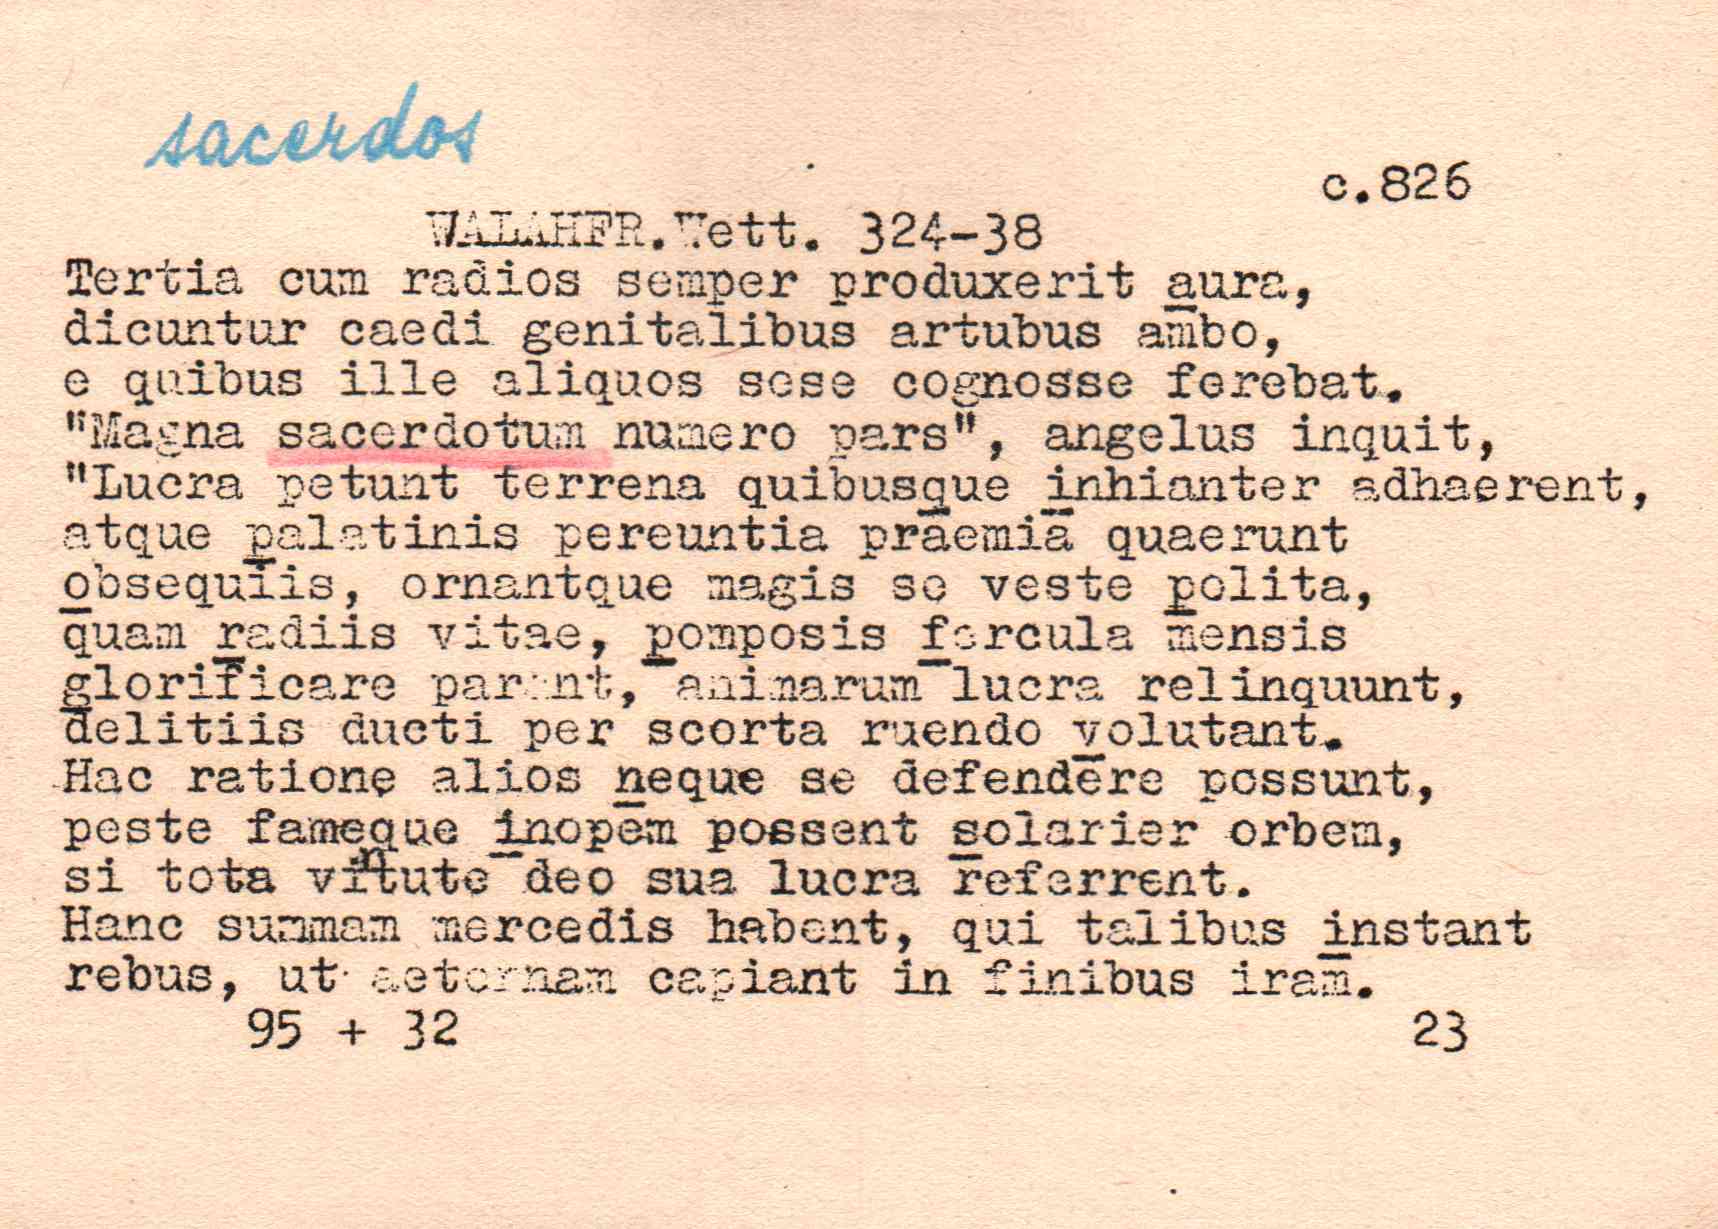 sacerdos
c.826
WALAHFR.Wett. 324-38
Tertia cum radios semper produxerit aura,
dicuntur caedi genitalibus artubus ambo,
e quibus ille aliquos sese cognosse ferebat.
"Magna sacerdotum numero pars", angelus inquit,
"Lucra petunt terrena quibusque inhianter adhaerent,
atque palatinis pereuntia praemia quaerunt
obsequiis, ornantque magis se veste polita,
quam radiis vitae, pomposis fercula mensis
glorificare parant, animarum lucra relinquunt,
delitiis ducti per scorta ruendo volutant.
Hac ratione alios neque se defendere possunt,
peste fameque inopem possent solarier orbem,
si tota virtute deo sua lucra referrent.
Hanc summam mercedis habent, qui talibus instant
rebus, ut aeternam capiant in finibus iram.
95 + 32 23